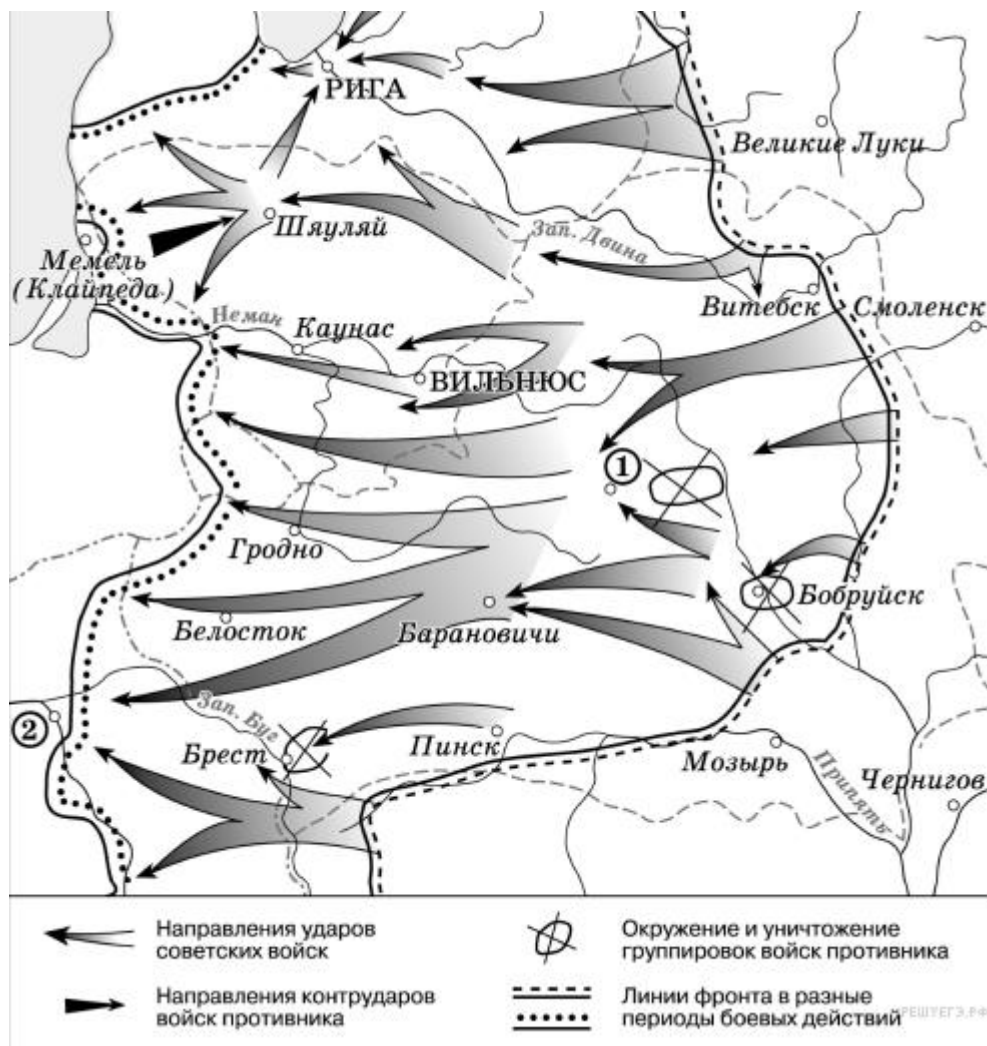 РИГА
Великие Луки
Шяуляй
Зап. Двина
Мемель
(Клайпеда)
Витебск
Смоленск
Неман
Каунас
ВИЛЬНЮС
1
Гродно
Бобруйск
Белосток
Барановичи
Зап. Буг
2
Брест
Пинск
Мозырь
Припять
Чернигов
Направления ударов
советских войск
Окружение и уничтожение
группировок войск противника
Направления контрударов
войск противника
Линии фронта в разные
периоды боевых действий
РЕШУЕГЭ.РФ